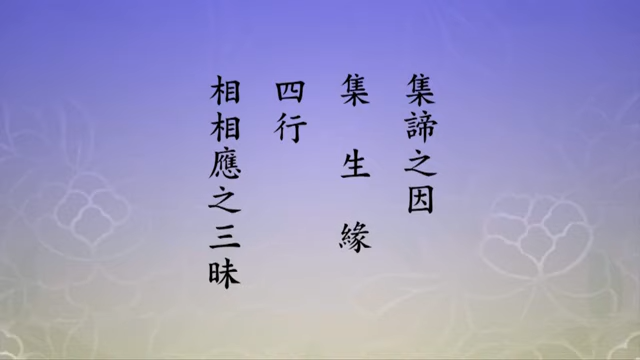 集諦之因
集生緣
四行
相相應之三昧